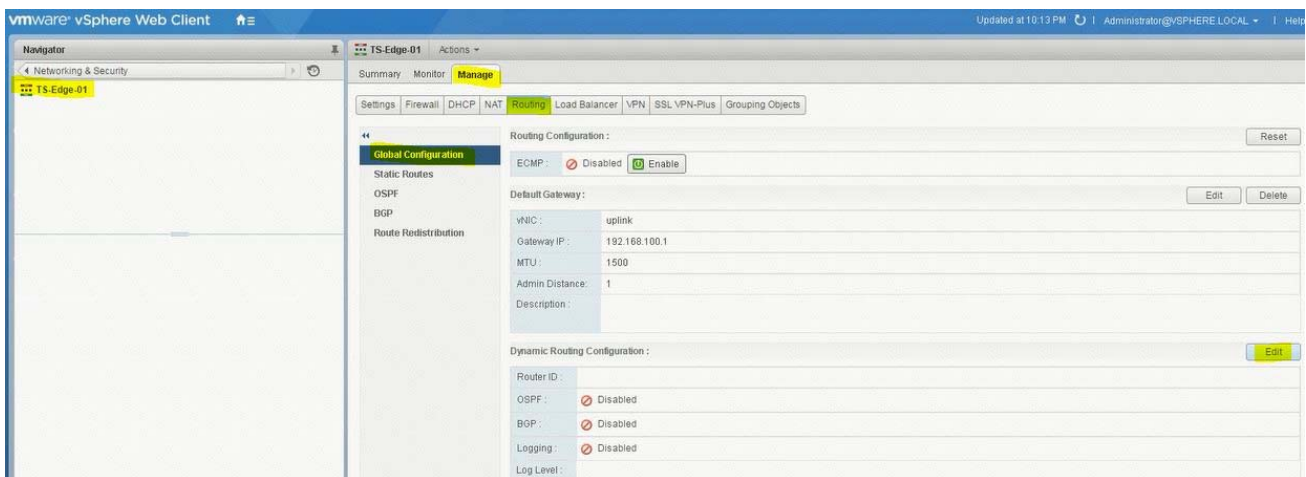 vmware® vSphere Web Client
Updated at 10:13 PM | Administrator@VSPHERE.LOCAL | Help
Navigator
Networking & Security
TS-Edge-01
TS-Edge-01 Actions
Summary Monitor Manage
Settings Firewall DHCP NAT Routing Load Balancer VPN SSL VPN-Plus Grouping Objects
Global Configuration
Static Routes
OSPF
BGP
Route Redistribution
Routing Configuration : Reset
ECMP : Disabled Enable
Default Gateway : Edit Delete
vNIC : uplink
Gateway IP : 192.168.100.1
MTU : 1500
Admin Distance: 1
Description :
Dynamic Routing Configuration : Edit
Router ID :
OSPF : Disabled
BGP : Disabled
Logging : Disabled
Log Level :